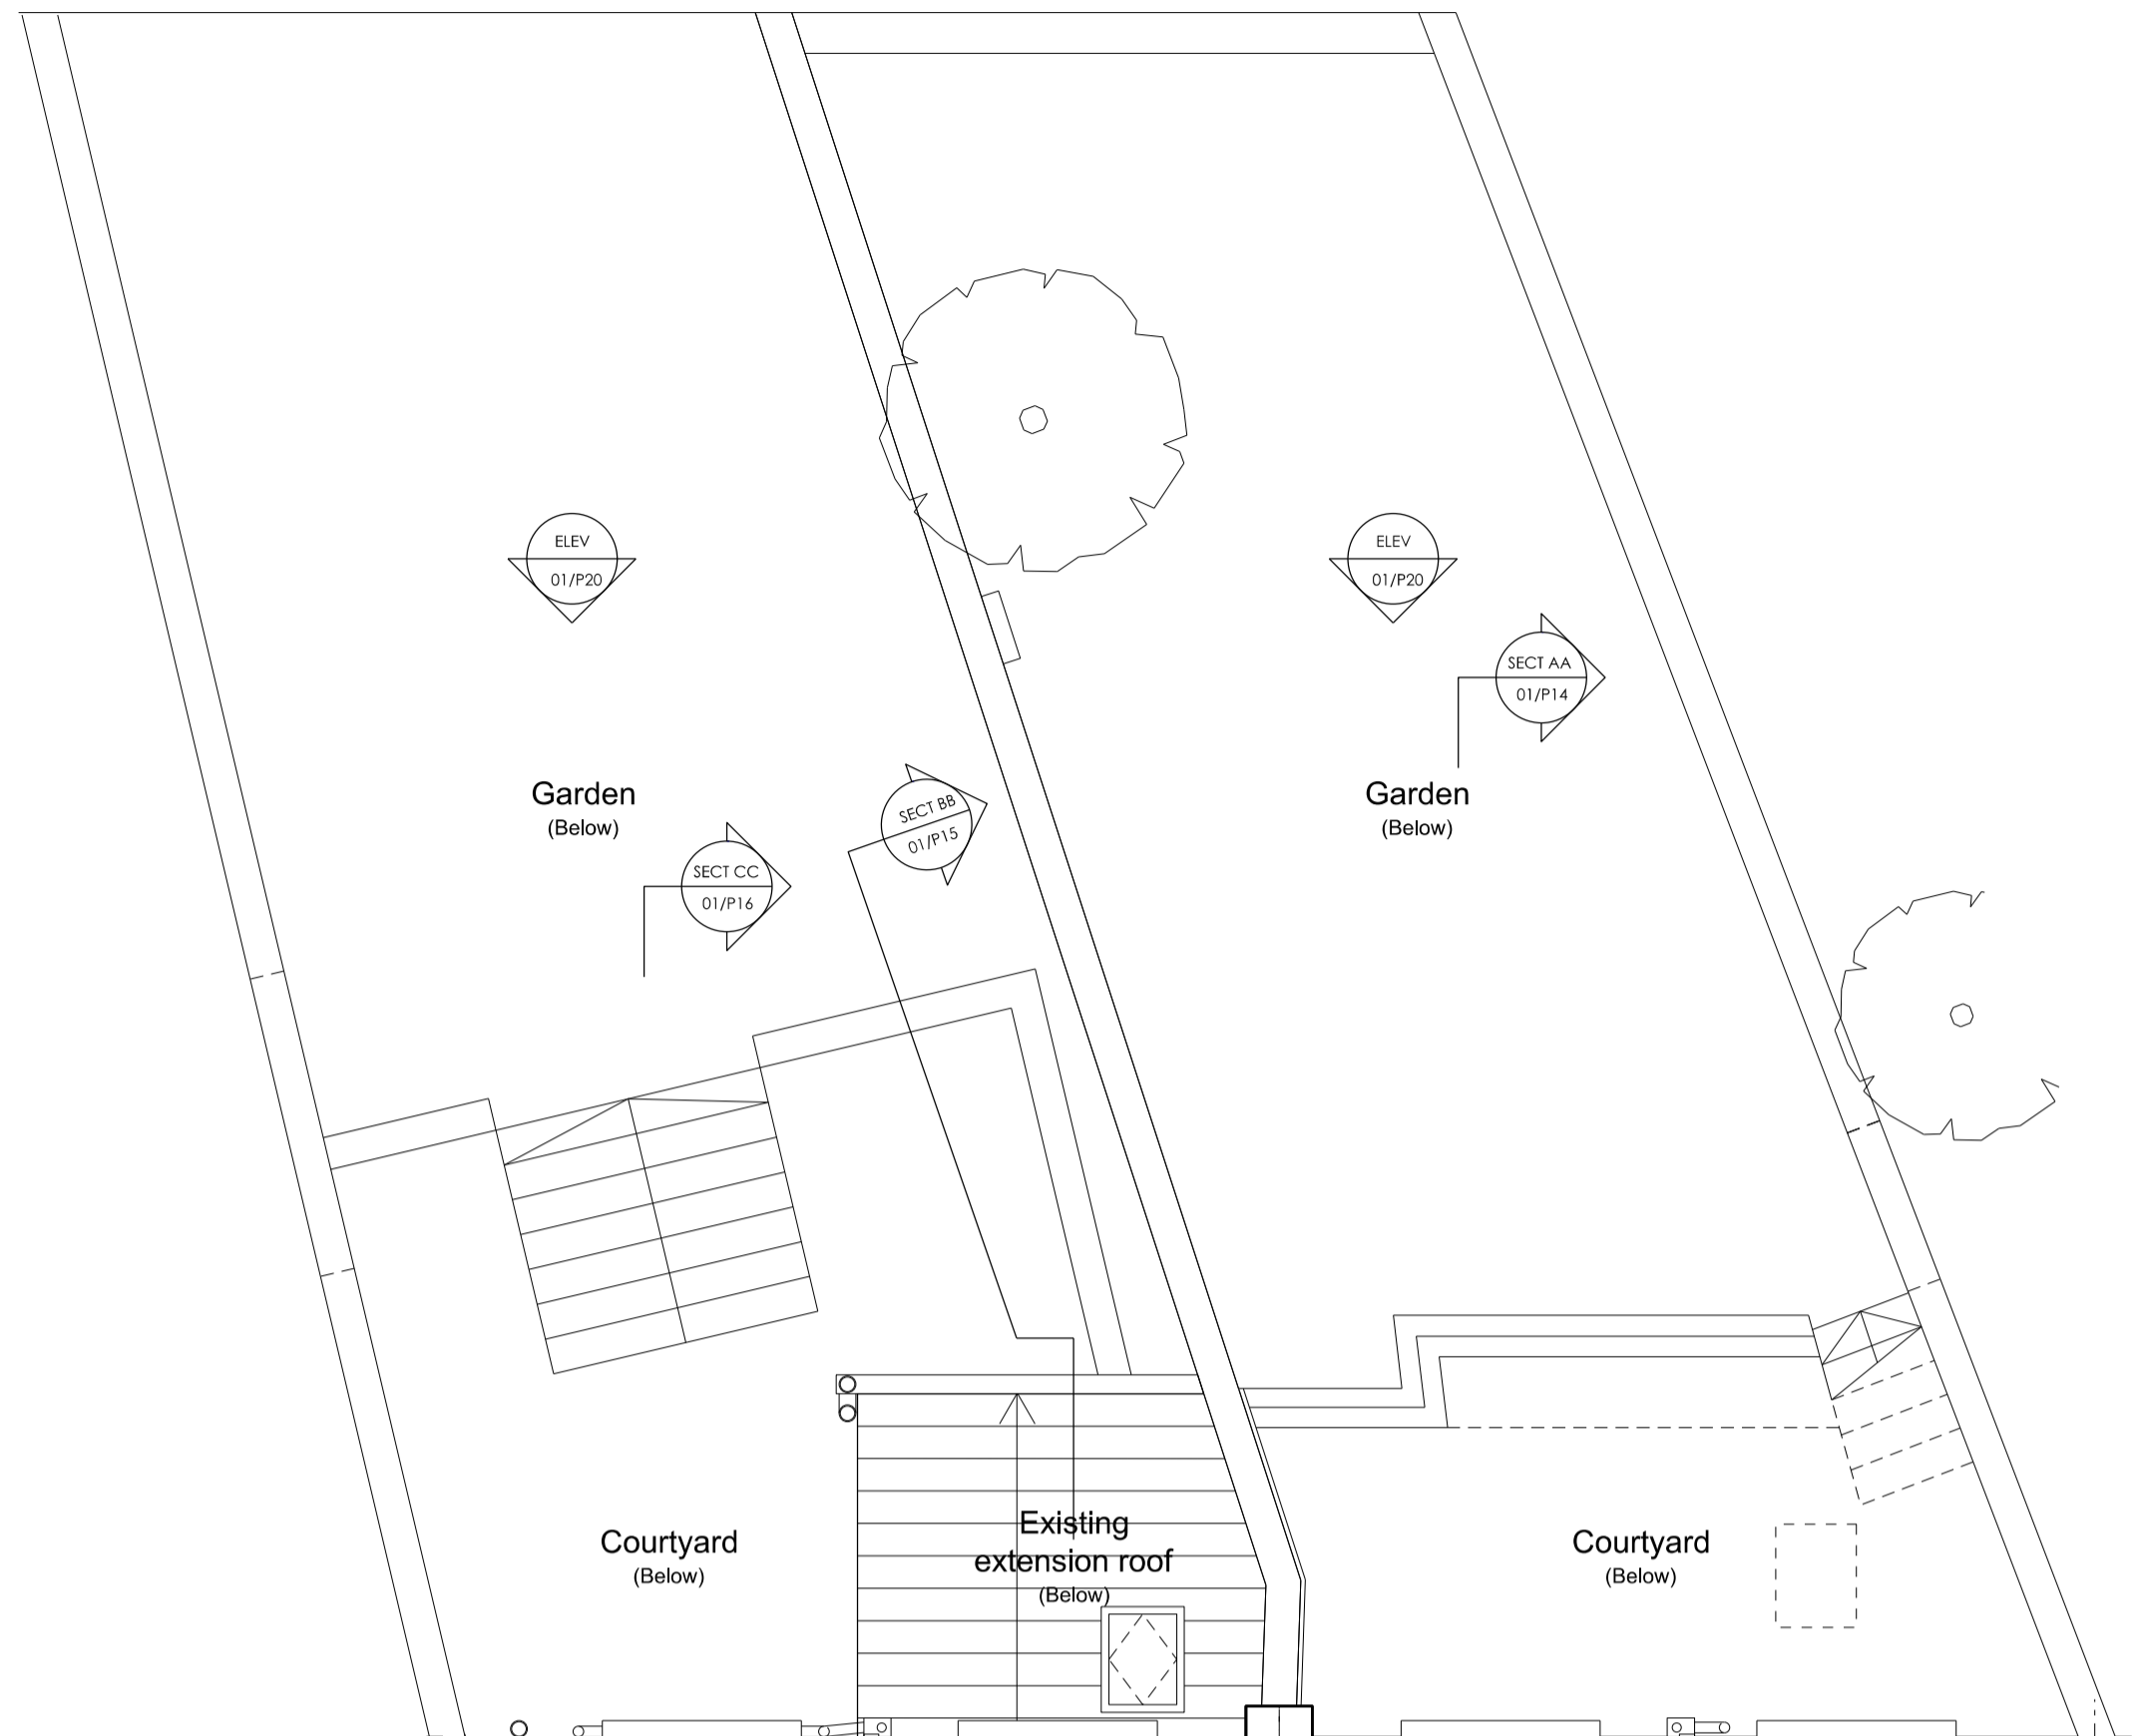 ELEV
01/P20
ELEV
01/P20
SECT AA
01/P14
Garden
(Below)
SECT BB
01/P15
Garden
(Below)
SECT CC
01/P16
Courtyard
(Below)
Existing
extension roof
(Below)
Courtyard
(Below)